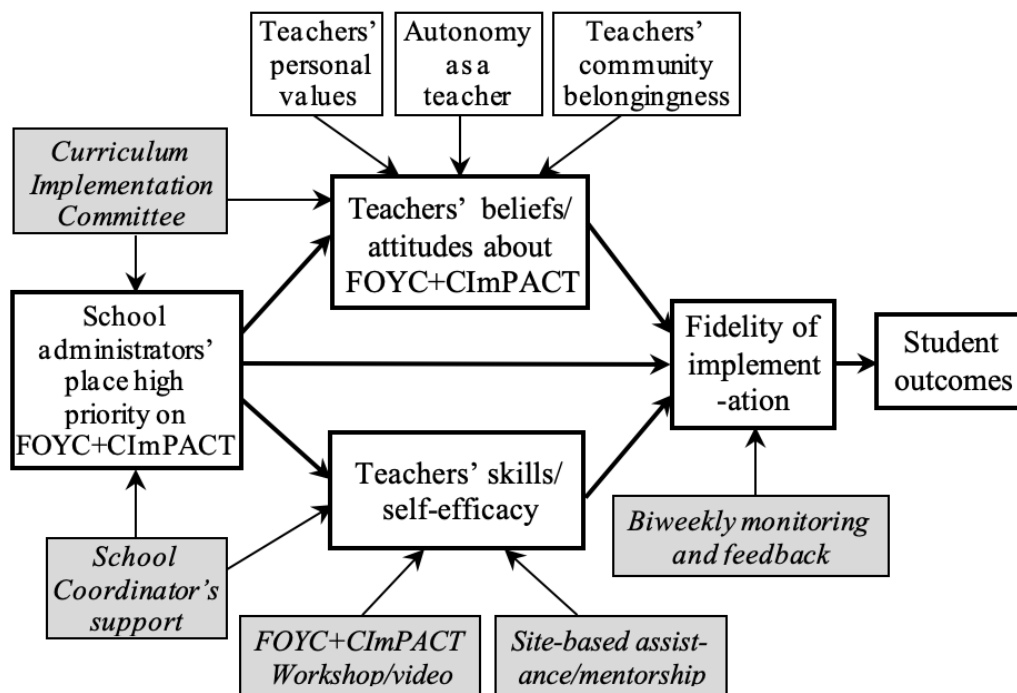 Teachers’
personal
values
Autonomy
as a
teacher
Teachers’
community
belongingness
Curriculum
Implementation
Committee
Teachers’ beliefs/
attitudes about
FOYC+CImPACT
School
administrators’
place high
priority on
FOYC+CImPACT
Fidelity of
implement
-ation
Student
outcomes
Teachers’ skills/
self-efficacy
Biweekly monitoring
and feedback
School
Coordinator’s
support
FOYC+CImPACT
Workshop/video
Site-based assist-
ance/mentorship